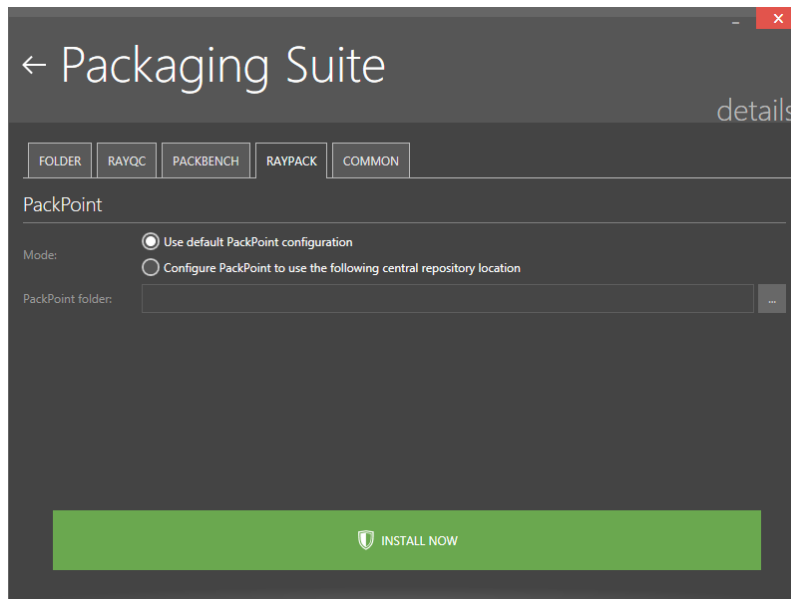 ← Packaging Suite
details
FOLDER RAYQC PACKBENCH RAYPACK COMMON
PackPoint
Mode:
Use default PackPoint configuration
Configure PackPoint to use the following central repository location
PackPoint folder:
...
INSTALL NOW